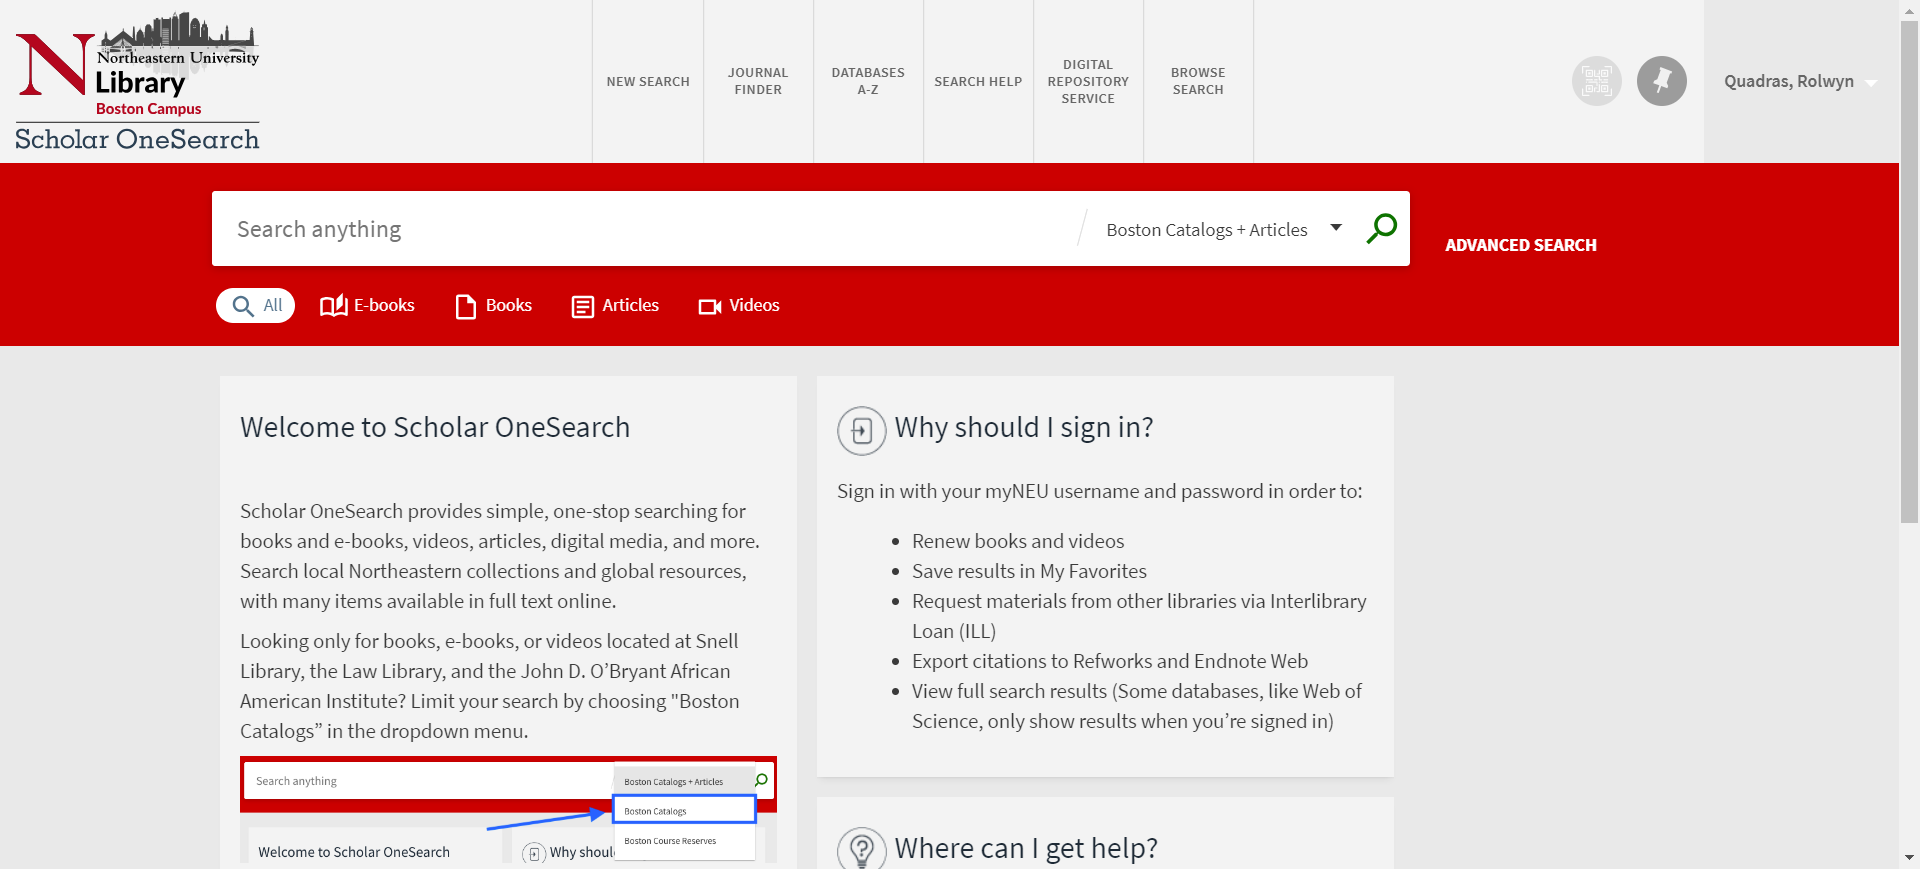 Northeastern University
Library
Boston Campus
Scholar OneSearch
NEW SEARCH
JOURNAL
FINDER
DATABASES
A-Z
SEARCH HELP
DIGITAL
REPOSITORY
SERVICE
BROWSE
SEARCH
Quadras, Rolwyn
Search anything
Boston Catalogs + Articles
ADVANCED SEARCH
All
E-books
Books
Articles
Videos
Welcome to Scholar OneSearch
Scholar OneSearch provides simple, one-stop searching for
books and e-books, videos, articles, digital media, and more.
Search local Northeastern collections and global resources,
with many items available in full text online.
Looking only for books, e-books, or videos located at Snell
Library, the Law Library, and the John D. O’Bryant African
American Institute? Limit your search by choosing "Boston
Catalogs” in the dropdown menu.
Search anything
Boston Catalogs + Articles
Boston Catalogs
Boston Course Reserves
Welcome to Scholar OneSearch
Why shoul
Why should I sign in?
Sign in with your myNEU username and password in order to:
Renew books and videos
Save results in My Favorites
Request materials from other libraries via Interlibrary
Loan (ILL)
Export citations to Refworks and Endnote Web
View full search results (Some databases, like Web of
Science, only show results when you’re signed in)
Where can I get help?